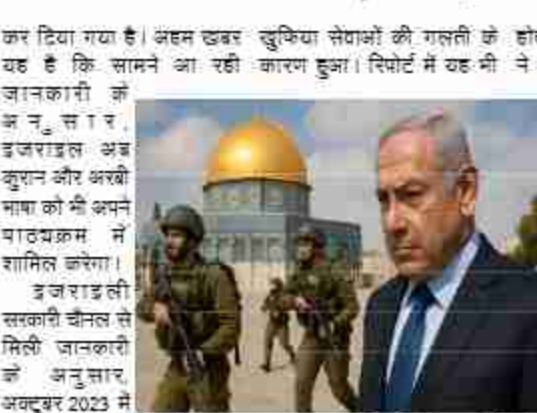 कर दिया गया है। अहम खबर
यह है कि सामने आ रही
जानकारी के
अनुसार,
इजराइल अब
कुरान और अरबी
भाषा को भी अपने
पाठ्यक्रम में
शामिल करेगा।
इजराइली
सरकारी चैनल से
मिली जानकारी
के अनुसार,
अक्टूबर 2023 में
खुफिया सेवाओं की गलती के
कारण हुआ। रिपोर्ट में यह भी
ने